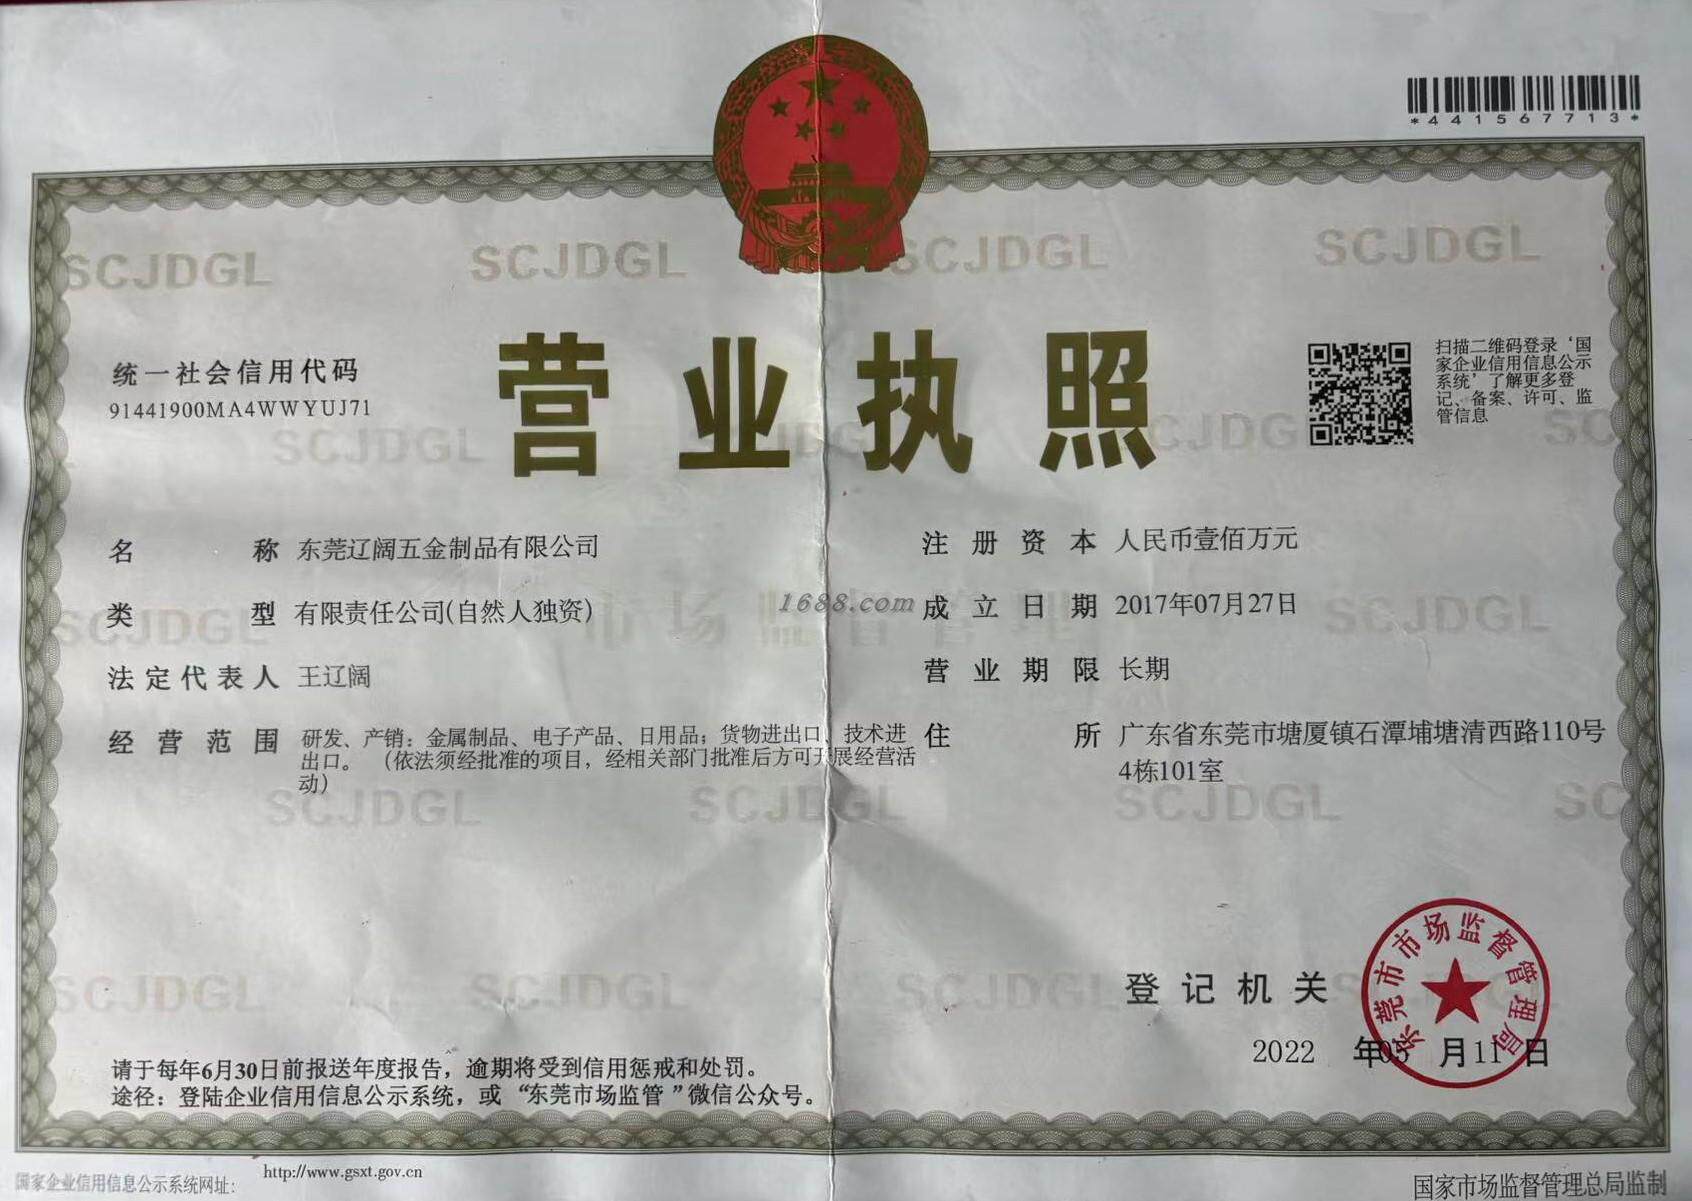 *441567713*
SCJDGL SCJDGL SCJDGL SCJDGL
营业执照
统一社会信用代码
91441900MA4WWYUJ71
扫描二维码登录‘国
家企业信用信息公示
系统’了解更多登
记、备案、许可、监
管信息
名称 东莞辽阔五金制品有限公司
类型 有限责任公司(自然人独资)
法定代表人 王辽阔
经营范围 研发、产销：金属制品、电子产品、日用品；货物进出口、技术进
出口。（依法须经批准的项目，经相关部门批准后方可开展经营活
动）
1688.com
注册资本 人民币壹佰万元
成立日期 2017年07月27日
营业期限 长期
住所 广东省东莞市塘厦镇石潭埔塘清西路110号
4栋101室
登记机关
东莞市市场监督管理局
2022 年05 月11 日
请于每年6月30日前报送年度报告，逾期将受到信用惩戒和处罚。
途径：登陆企业信用信息公示系统，或“东莞市场监管”微信公众号。
国家企业信用信息公示系统网址： http://www.gsxt.gov.cn
国家市场监督管理总局监制